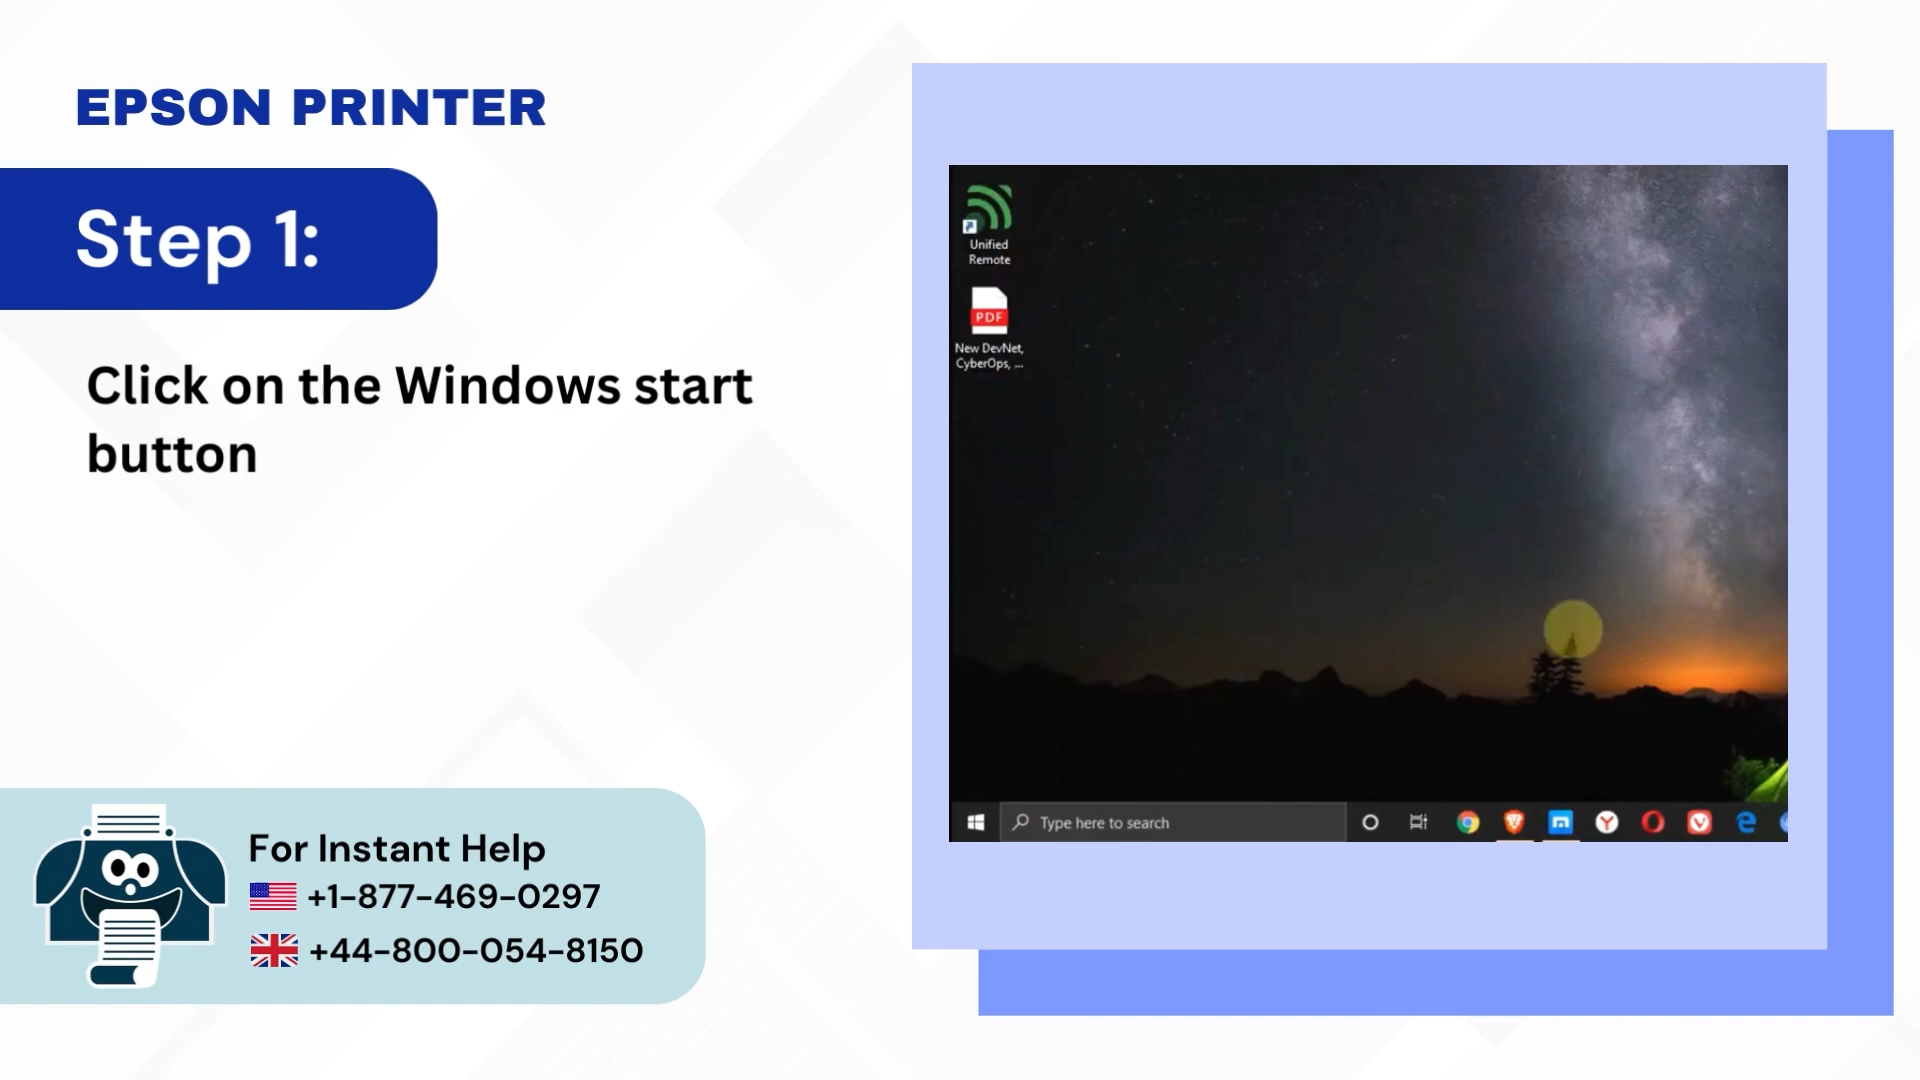 EPSON PRINTER
Step 1:
Click on the Windows start
button
For Instant Help
+1-877-469-0297
+44-800-054-8150
Unified
Remote
PDF
New DevNet,
CyberOps, ...
Type here to search